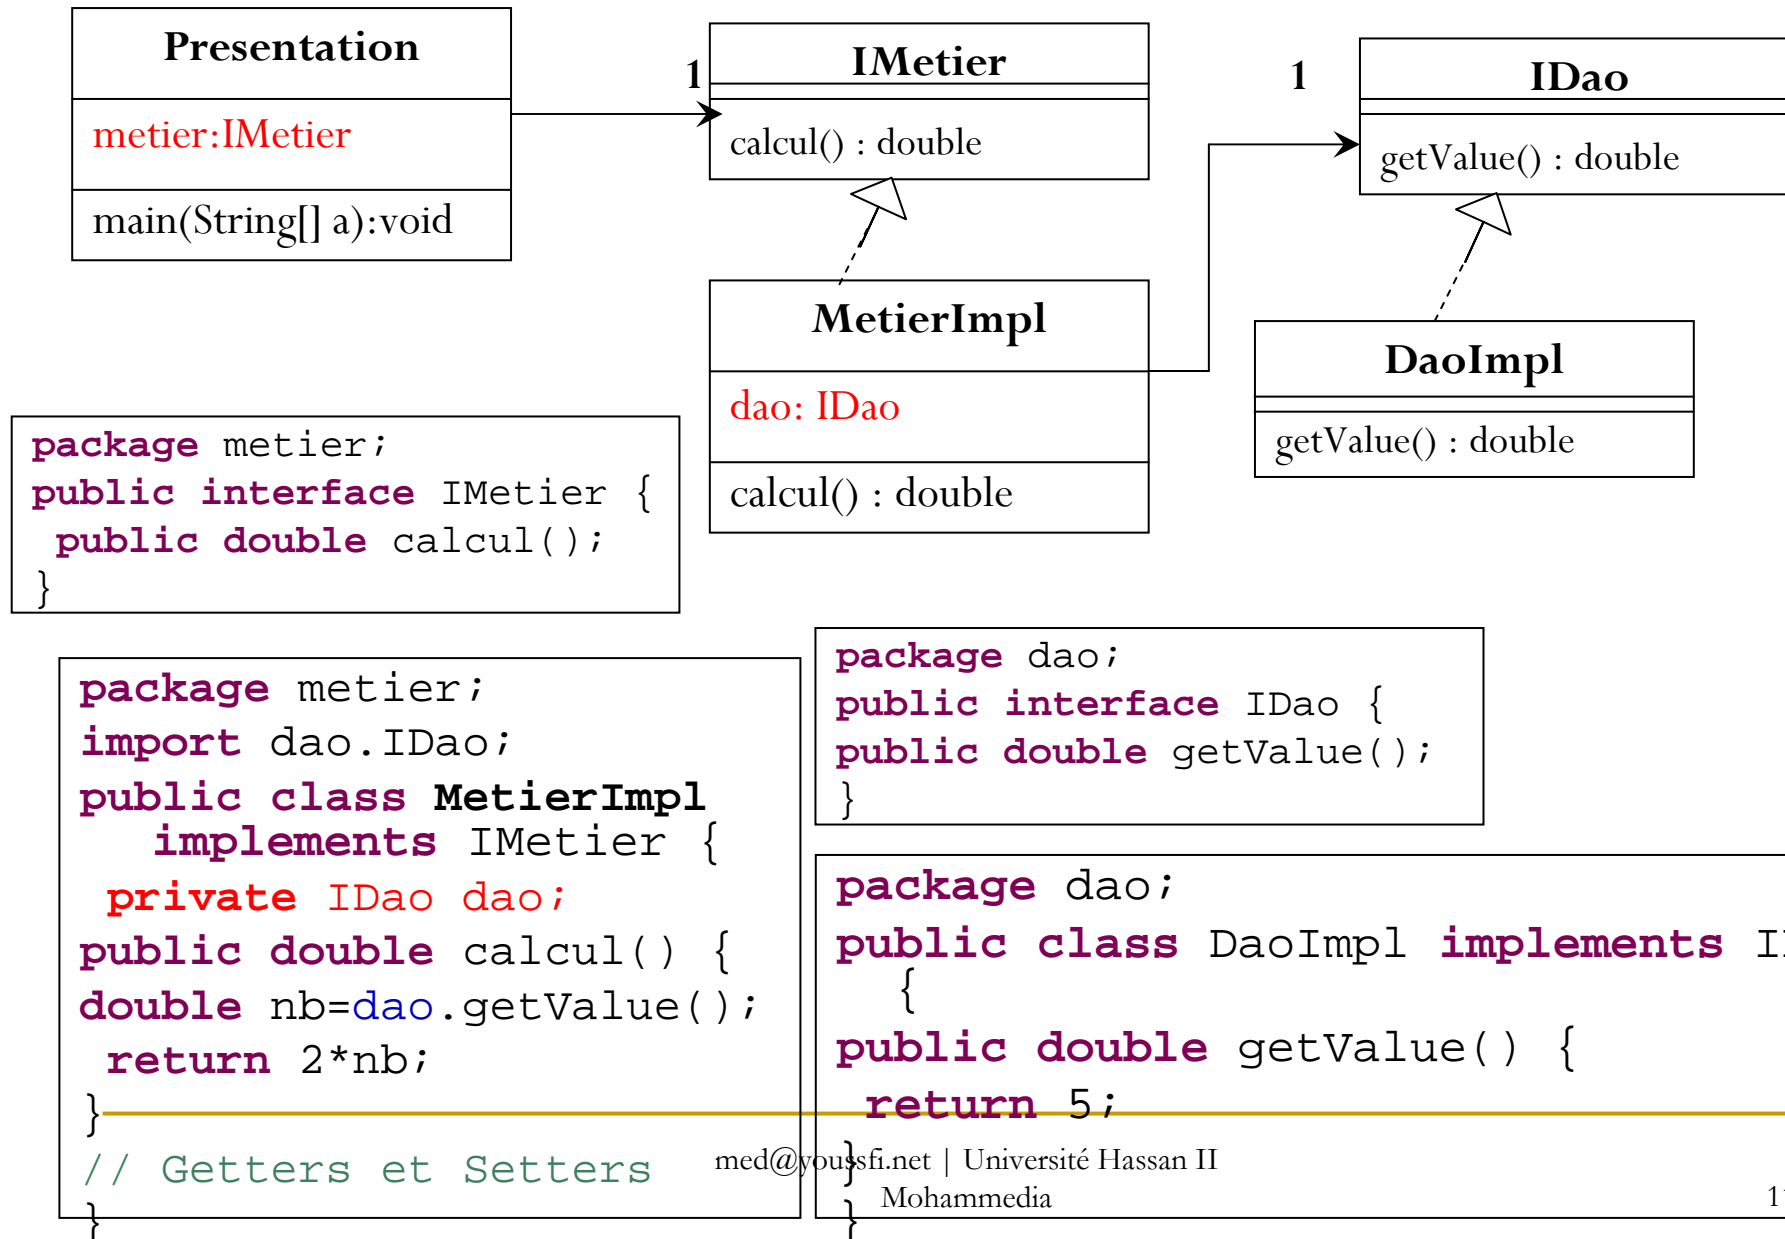 Presentation
metier:IMetier
main(String[] a):void
1
IMetier
calcul() : double
1
IDao
getValue() : double
MetierImpl
dao: IDao
calcul() : double
DaoImpl
getValue() : double
package metier;
public interface IMetier {
public double calcul();
}
package metier;
import dao.IDao;
public class MetierImpl
implements IMetier {
private IDao dao;
public double calcul() {
double nb=dao.getValue();
return 2*nb;
}
// Getters et Setters
}
package dao;
public interface IDao {
public double getValue();
}
package dao;
public class DaoImpl implements
{
public double getValue() {
return 5;
}
}
med@youssfi.net | Université Hassan II
Mohammedia